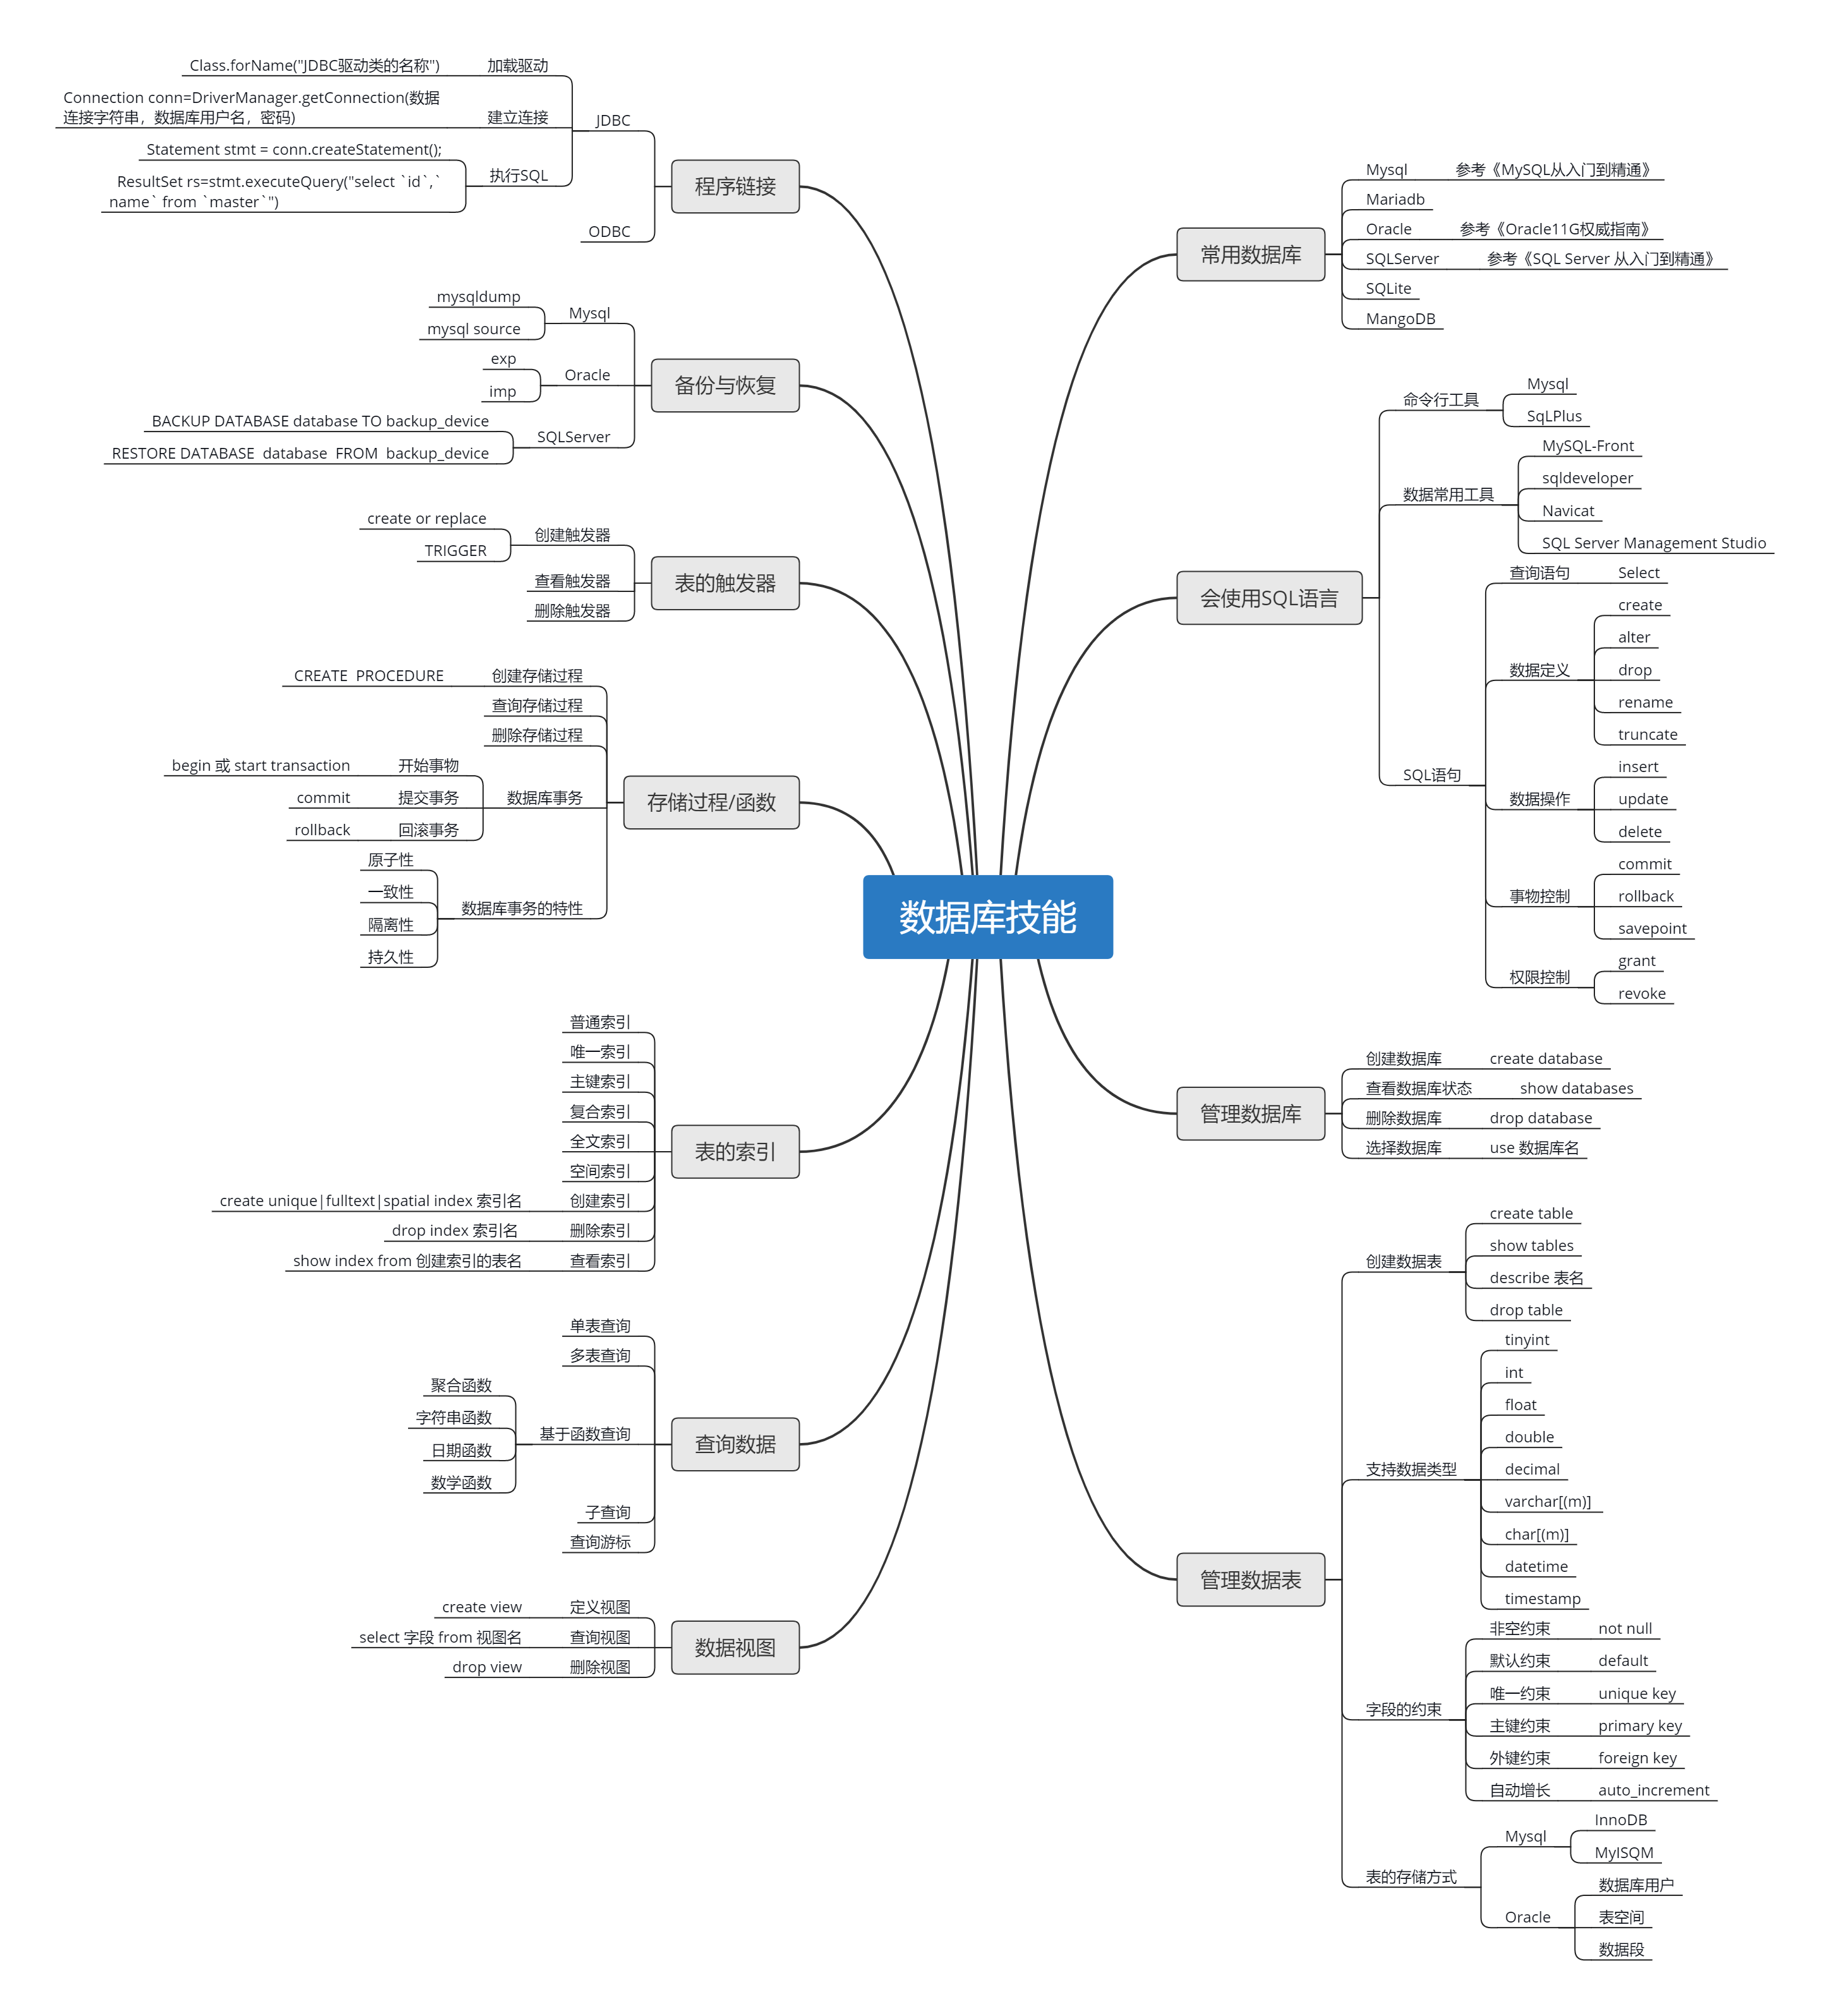 数据库技能
常用数据库
Mysql
参考《MySQL从入门到精通》
Mariadb
Oracle
参考《Oracle11G权威指南》
SQLServer
参考《SQL Server 从入门到精通》
SQLite
MangoDB
会使用SQL语言
命令行工具
Mysql
SqLPlus
数据常用工具
MySQL-Front
sqldeveloper
Navicat
SQL Server Management Studio
SQL语句
查询语句
Select
数据定义
create
alter
drop
rename
truncate
数据操作
insert
update
delete
事物控制
commit
rollback
savepoint
权限控制
grant
revoke
管理数据库
创建数据库
create database
查看数据库状态
show databases
删除数据库
drop database
选择数据库
use 数据库名
管理数据表
创建数据表
create table
show tables
describe 表名
drop table
支持数据类型
tinyint
int
float
double
decimal
varchar[(m)]
char[(m)]
datetime
timestamp
字段的约束
非空约束
not null
默认约束
default
唯一约束
unique key
主键约束
primary key
外键约束
foreign key
自动增长
auto_increment
表的存储方式
Mysql
InnoDB
MyISQM
Oracle
数据库用户
表空间
数据段
程序链接
JDBC
加载驱动
Class.forName("JDBC驱动类的名称")
建立连接
Connection conn=DriverManager.getConnection(数据
连接字符串，数据库用户名，密码)
执行SQL
Statement stmt = conn.createStatement();
ResultSet rs=stmt.executeQuery("select `id`,`
name` from `master`")
ODBC
备份与恢复
Mysql
mysqldump
mysql source
Oracle
exp
imp
SQLServer
BACKUP DATABASE database TO backup_device
RESTORE DATABASE  database  FROM  backup_device
表的触发器
创建触发器
create or replace
TRIGGER
查看触发器
删除触发器
存储过程/函数
创建存储过程
CREATE  PROCEDURE
查询存储过程
删除存储过程
数据库事务
开始事物
begin 或 start transaction
提交事务
commit
回滚事务
rollback
数据库事务的特性
原子性
一致性
隔离性
持久性
表的索引
普通索引
唯一索引
主键索引
复合索引
全文索引
空间索引
创建索引
create unique|fulltext|spatial index 索引名
删除索引
drop index 索引名
查看索引
show index from 创建索引的表名
查询数据
单表查询
多表查询
基于函数查询
聚合函数
字符串函数
日期函数
数学函数
子查询
查询游标
数据视图
定义视图
create view
查询视图
select 字段 from 视图名
删除视图
drop view